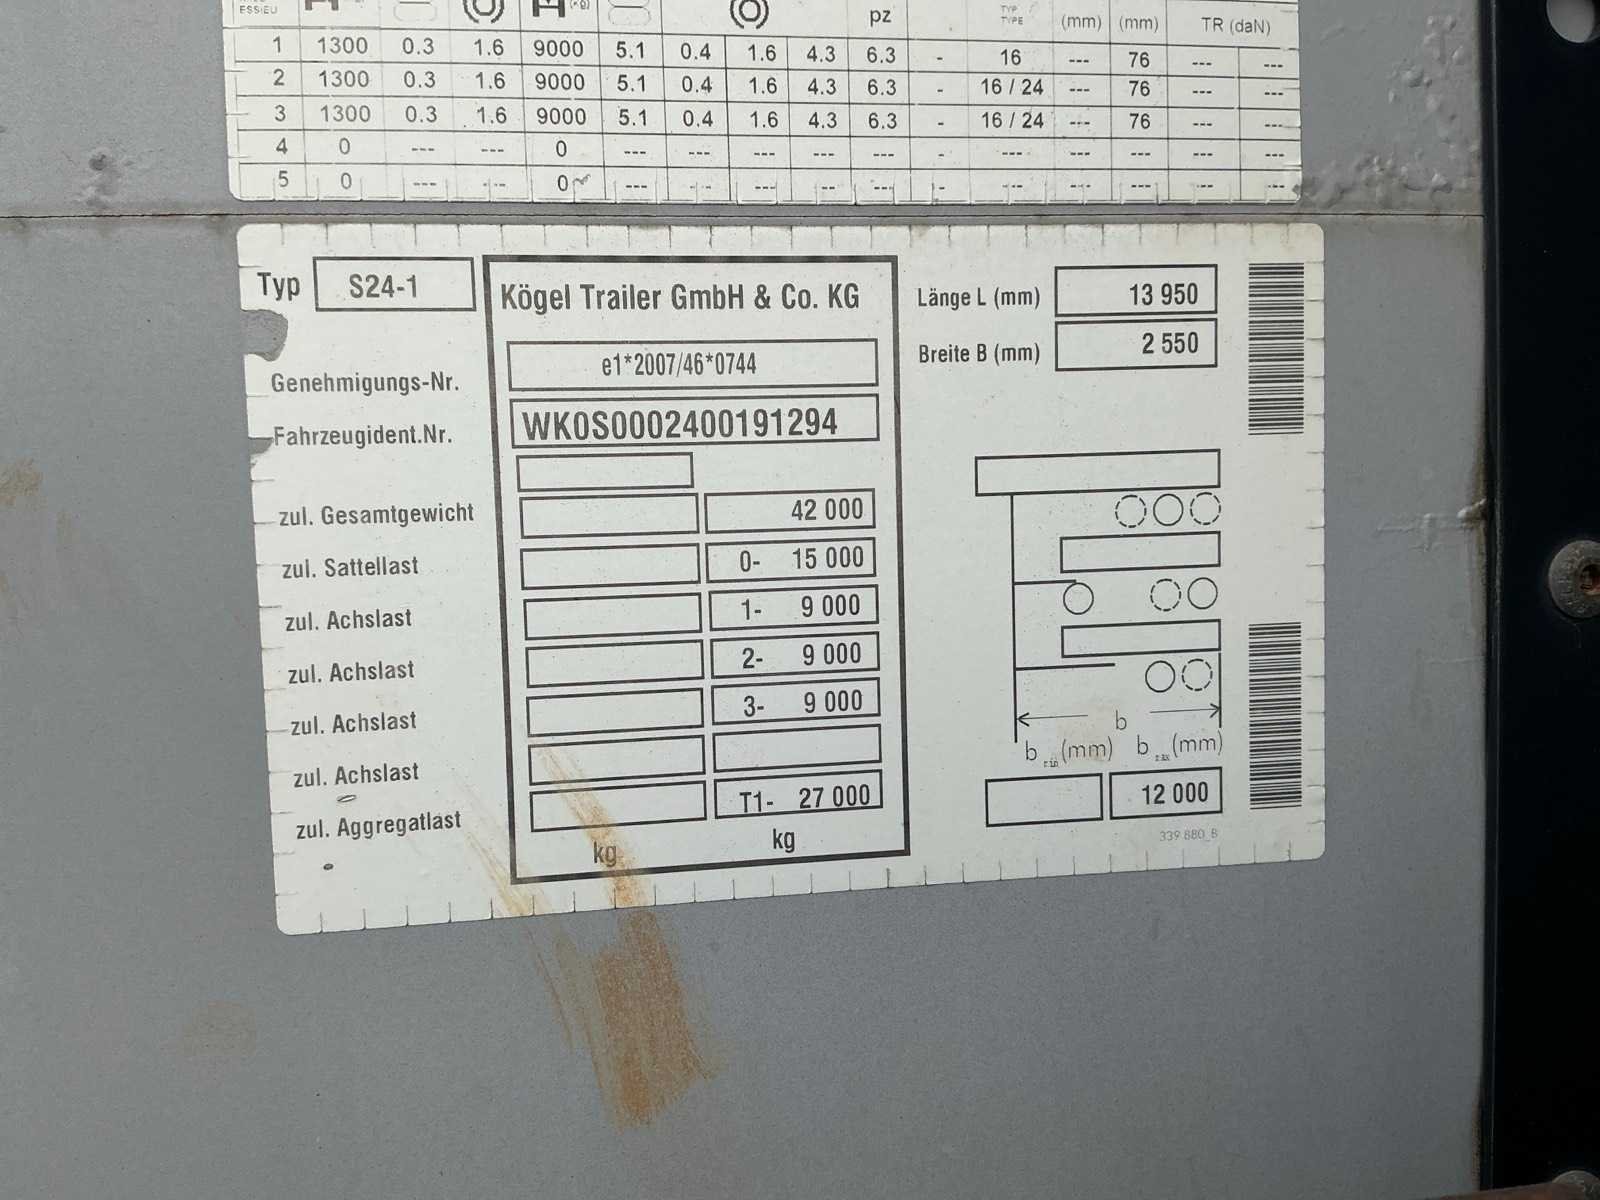 ESSIEU pz TYP (mm) (mm) TR (daN)
TYPE
1 1300 0.3 1.6 9000 5.1 0.4 1.6 4.3 6.3 - 16 --- 76 --- ---
2 1300 0.3 1.6 9000 5.1 0.4 1.6 4.3 6.3 - 16 / 24 --- 76 --- ---
3 1300 0.3 1.6 9000 5.1 0.4 1.6 4.3 6.3 - 16 / 24 --- 76 --- ---
4 0 --- --- 0 --- --- --- --- --- - --- --- --- --- ---
5 0 --- --- 0 --- --- --- --- --- - --- --- --- --- ---
Typ S24-1
Kögel Trailer GmbH & Co. KG
Länge L (mm) 13 950
Breite B (mm) 2 550
Genehmigungs-Nr. e1*2007/46*0744
Fahrzeugident.Nr. WK0S0002400191294
zul. Gesamtgewicht 42 000
zul. Sattellast 0- 15 000
zul. Achslast 1- 9 000
zul. Achslast 2- 9 000
zul. Achslast 3- 9 000
zul. Achslast
zul. Aggregatlast T1- 27 000
kg kg
b
b min (mm) b max (mm)
12 000
339 880_B